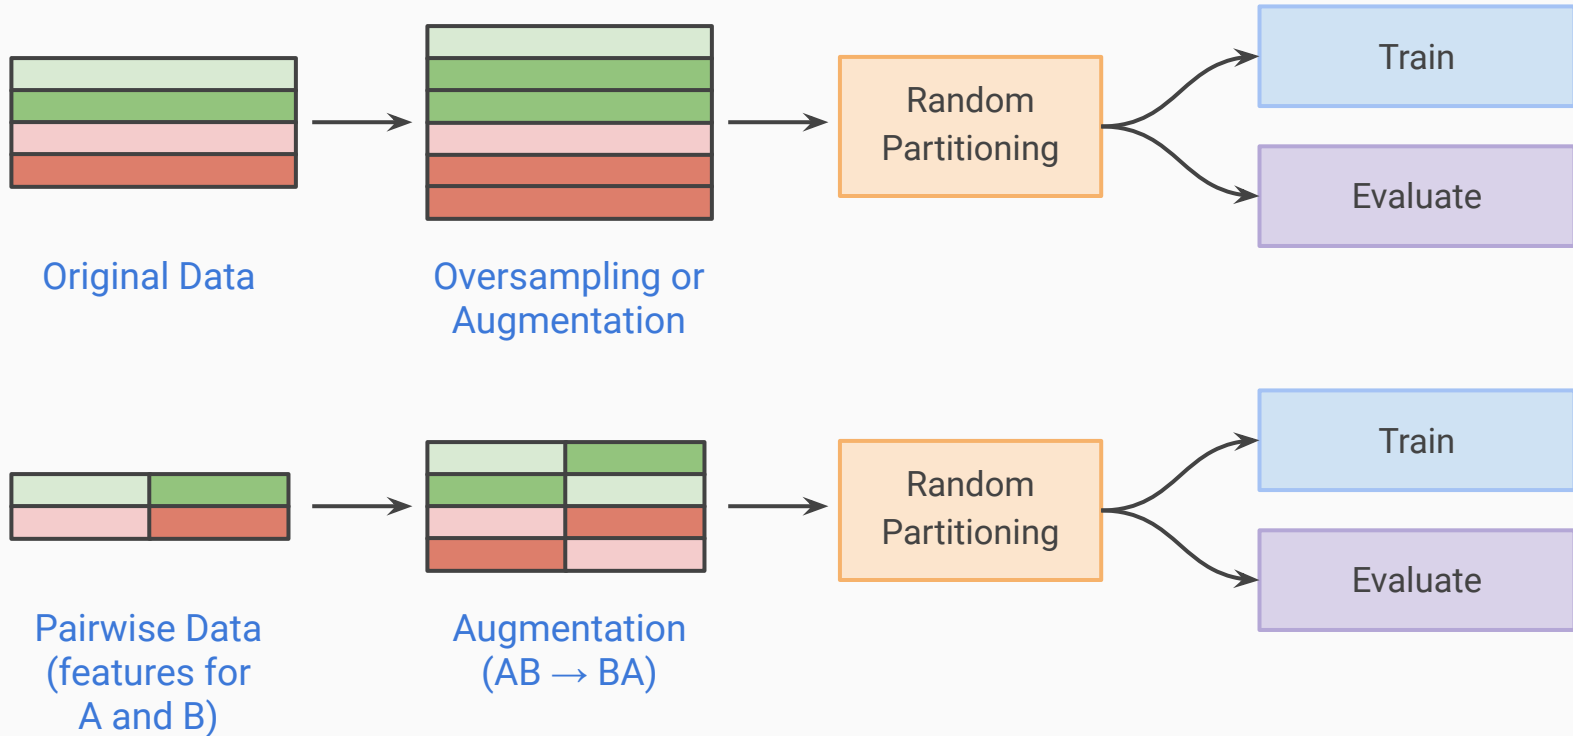 Original Data
Oversampling or
Augmentation
Random
Partitioning
Train
Evaluate
Pairwise Data
(features for
A and B)
Augmentation
(AB → BA)
Random
Partitioning
Train
Evaluate